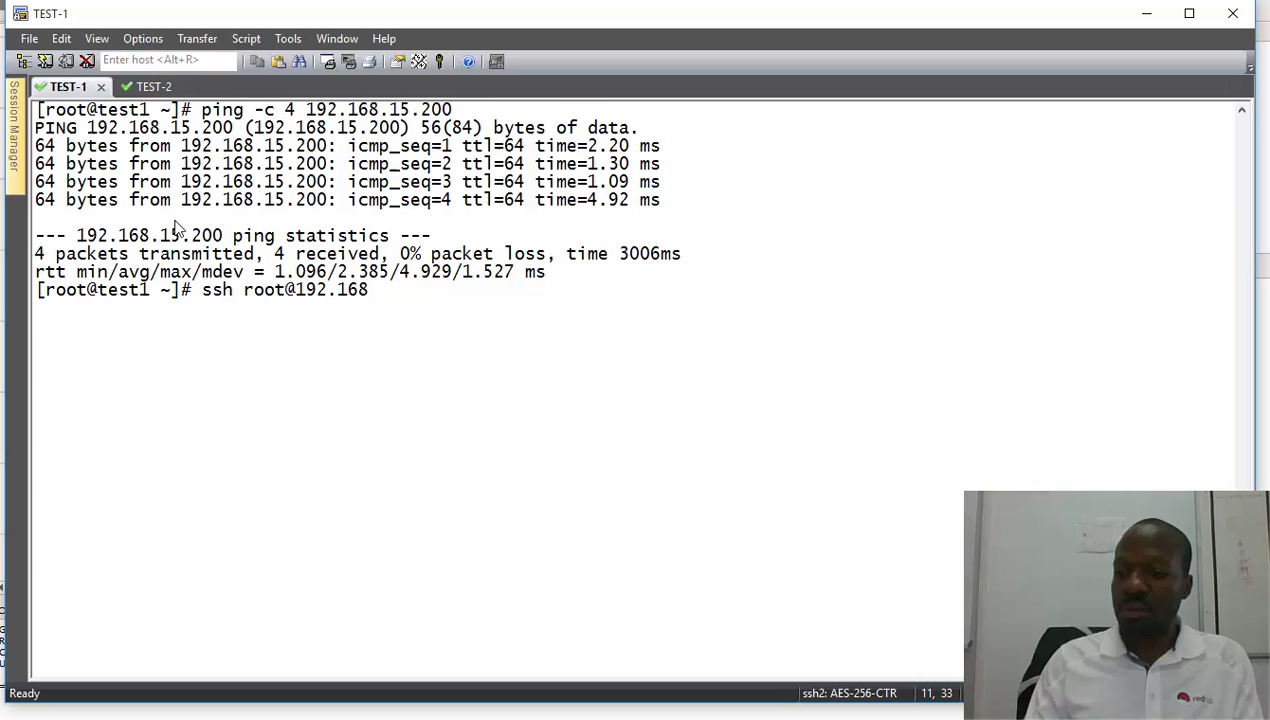 TEST-1
File Edit View Options Transfer Script Tools Window Help
Enter host <Alt+R>
Session Manager
TEST-1 TEST-2
[root@test1 ~]# ping -c 4 192.168.15.200
PING 192.168.15.200 (192.168.15.200) 56(84) bytes of data.
64 bytes from 192.168.15.200: icmp_seq=1 ttl=64 time=2.20 ms
64 bytes from 192.168.15.200: icmp_seq=2 ttl=64 time=1.30 ms
64 bytes from 192.168.15.200: icmp_seq=3 ttl=64 time=1.09 ms
64 bytes from 192.168.15.200: icmp_seq=4 ttl=64 time=4.92 ms
--- 192.168.15.200 ping statistics ---
4 packets transmitted, 4 received, 0% packet loss, time 3006ms
rtt min/avg/max/mdev = 1.096/2.385/4.929/1.527 ms
[root@test1 ~]# ssh root@192.168
Ready ssh2: AES-256-CTR 11, 33